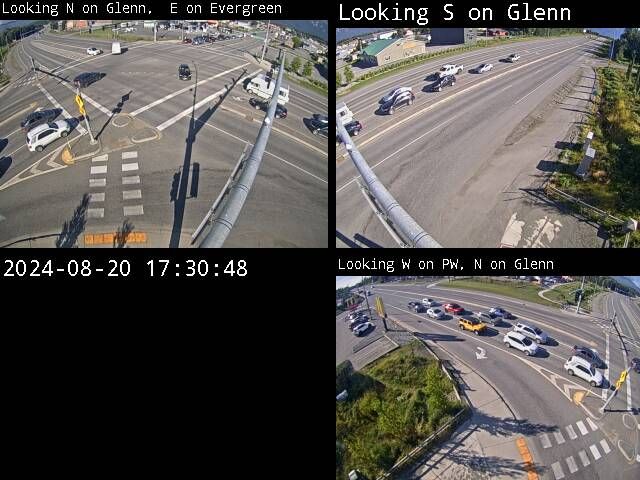 Looking N on Glenn,  E on Evergreen
Looking S on Glenn
2024-08-20 17:30:48
Looking W on PW, N on Glenn